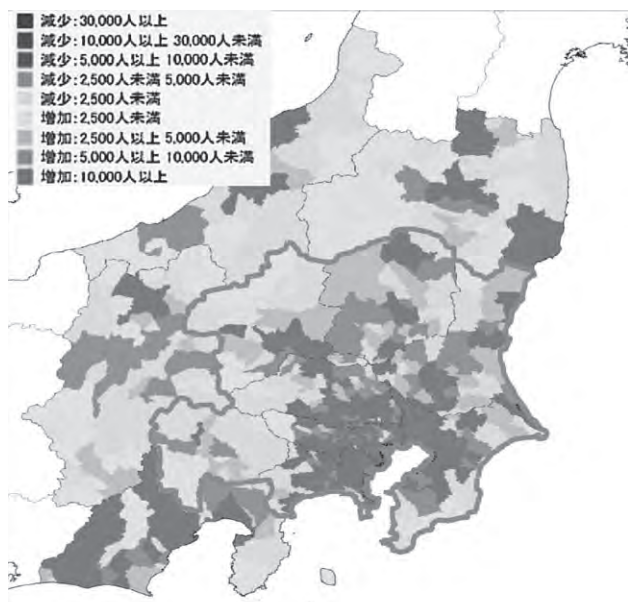 減少:30,000人以上
減少:10,000人以上 30,000人未満
減少:5,000人以上 10,000人未満
減少:2,500人未満 5,000人未満
減少:2,500人未満
増加:2,500人未満
増加:2,500人以上 5,000人未満
増加:5,000人以上 10,000人未満
増加:10,000人以上